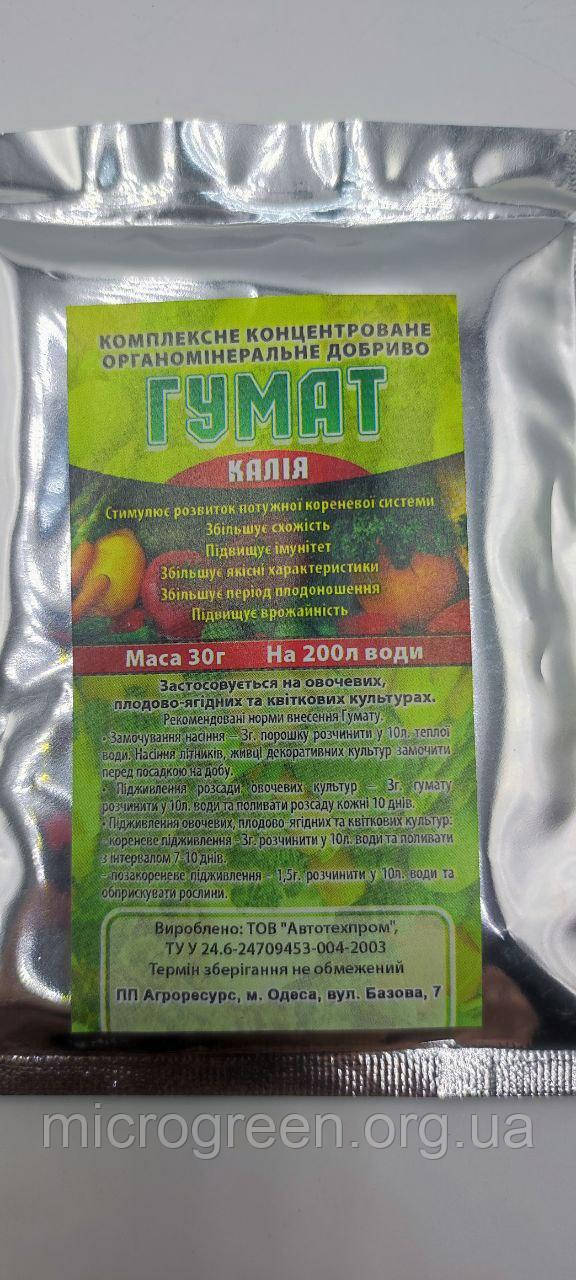 КОМПЛЕКСНЕ КОНЦЕНТРОВАНЕ
ОРГАНОМІНЕРАЛЬНЕ ДОБРИВО
ГУМАТ
КАЛІЯ
Стимулює розвиток потужної кореневої системи
Збільшує схожість
Підвищує імунітет
Збільшує якісні характеристики
Збільшує період плодоношення
Підвищує врожайність
Маса 30г На 200л води
Застосовується на овочевих,
плодово-ягідних та квіткових культурах.
Рекомендовані норми внесення Гумату.
• Замочування насіння – 3г. порошку розчинити у 10л. теплої
води. Насіння літників, живці декоративних культур замочити
перед посадкою на добу.
• Підживлення розсади овочевих культур – 3г. гумату
розчинити у 10л. води та поливати розсаду кожні 10 днів.
• Підживлення овочевих, плодово-ягідних та квіткових культур:
-кореневе підживлення - 3г. розчинити у 10л. води та поливати
з інтервалом 7-10 днів.
-позакореневе підживлення - 1,5г. розчинити у 10л. води та
обприскувати рослини.
Вироблено: ТОВ "Автотехпром",
ТУ У 24.6-24709453-004-2003
Термін зберігання не обмежений
ПП Агроресурс, м. Одеса, вул. Базова, 7
microgreen.org.ua